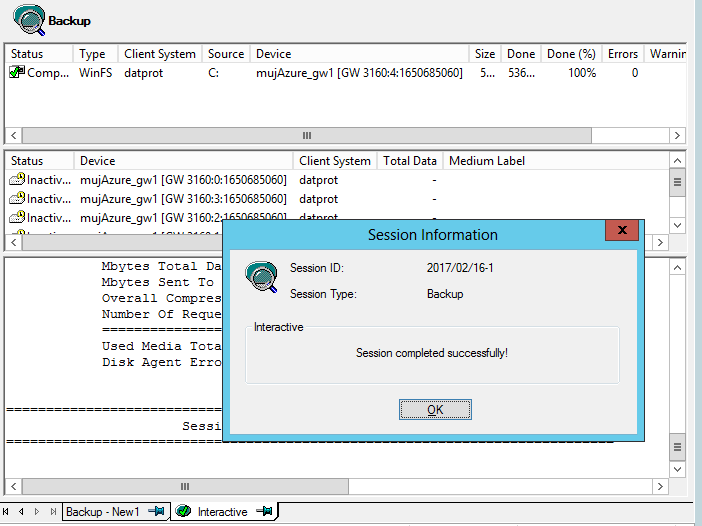 Backup
Status Type Client System Source Device Size Done Done (%) Errors Warnin
Comp... WinFS datprot C: mujAzure_gw1 [GW 3160:4:1650685060] 5... 536... 100% 0
Status Device Client System Total Data Medium Label
Inactiv... mujAzure_gw1 [GW 3160:0:1650685060] datprot -
Inactiv... mujAzure_gw1 [GW 3160:3:1650685060] datprot -
Inactiv... mujAzure_gw1 [GW 3160:2:1650685060] datprot -
Session Information
x
Session ID: 2017/02/16-1
Session Type: Backup
Interactive
Session completed successfully!
OK
Mbytes Total Da
Mbytes Sent To
Overall Compres
Number Of Reque
================
Used Media Tota
Disk Agent Erro
============================
Sessi
============================
Backup - New1 Interactive